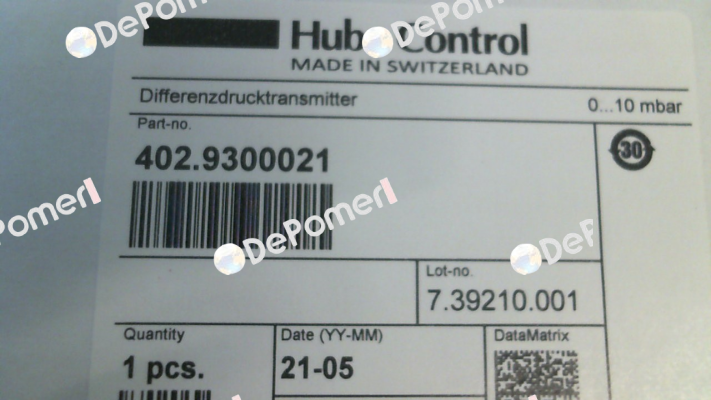 DePomerl
DePomerl
Huba Control
MADE IN SWITZERLAND
Differenzdrucktransmitter
0...10 mbar
Part-no.
402.9300021
30
DePomerl
DePomerl
DeP
Lot-no.
7.39210.001
Quantity
1 pcs.
Date (YY-MM)
21-05
DataMatrix